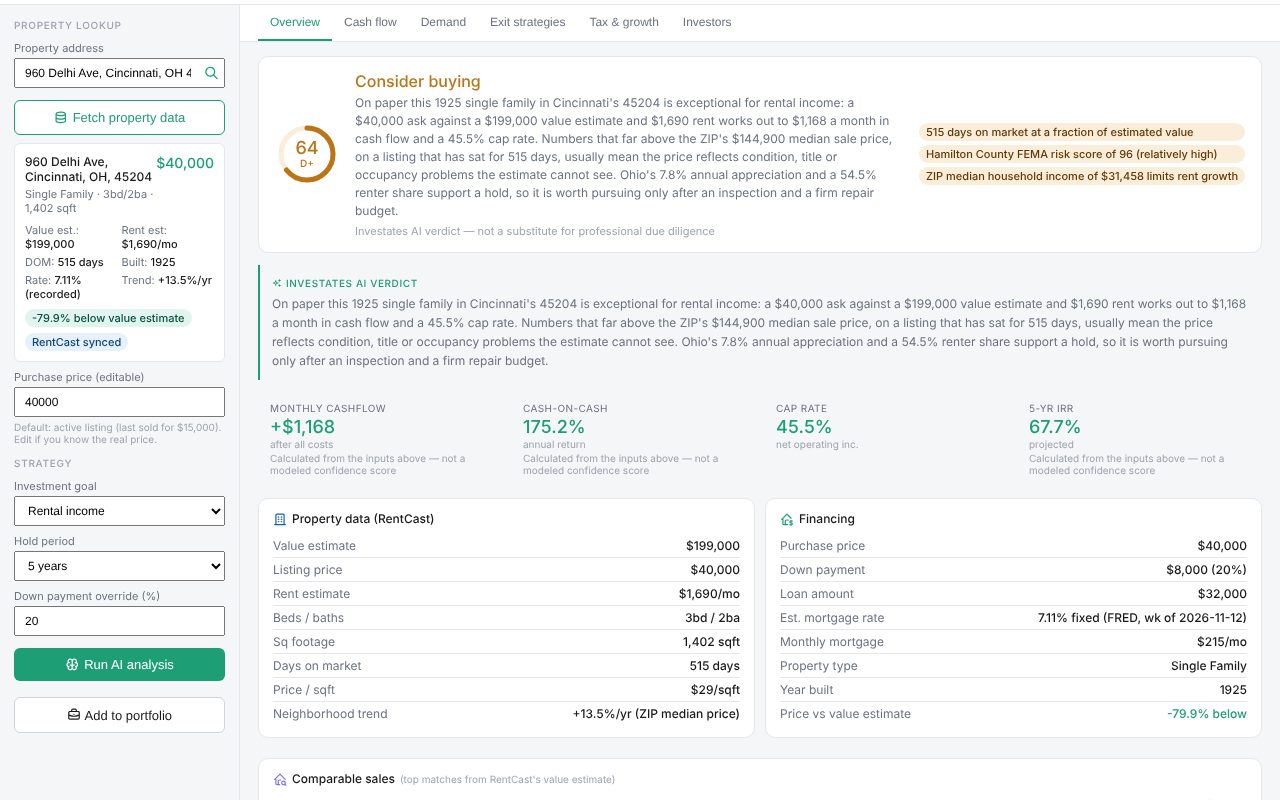 PROPERTY LOOKUP
Property address
960 Delhi Ave, Cincinnati, OH 4
Fetch property data
960 Delhi Ave, $40,000
Cincinnati, OH, 45204
Single Family · 3bd/2ba ·
1,402 sqft
Value est.: Rent est:
$199,000 $1,690/mo
DOM: 515 days Built: 1925
Rate: 7.11% Trend: +13.5%/yr
(recorded)
-79.9% below value estimate
RentCast synced
Purchase price (editable)
40000
Default: active listing (last sold for $15,000).
Edit if you know the real price.
STRATEGY
Investment goal
Rental income
Hold period
5 years
Down payment override (%)
20
Run AI analysis
Add to portfolio
Overview Cash flow Demand Exit strategies Tax & growth Investors
64
D+
Consider buying
On paper this 1925 single family in Cincinnati's 45204 is exceptional for rental income: a
$40,000 ask against a $199,000 value estimate and $1,690 rent works out to $1,168 a month in
cash flow and a 45.5% cap rate. Numbers that far above the ZIP's $144,900 median sale price,
on a listing that has sat for 515 days, usually mean the price reflects condition, title or
occupancy problems the estimate cannot see. Ohio's 7.8% annual appreciation and a 54.5%
renter share support a hold, so it is worth pursuing only after an inspection and a firm repair
budget.
Investates AI verdict — not a substitute for professional due diligence
515 days on market at a fraction of estimated value
Hamilton County FEMA risk score of 96 (relatively high)
ZIP median household income of $31,458 limits rent growth
INVESTATES AI VERDICT
On paper this 1925 single family in Cincinnati's 45204 is exceptional for rental income: a $40,000 ask against a $199,000 value estimate and $1,690 rent works out to $1,168
a month in cash flow and a 45.5% cap rate. Numbers that far above the ZIP's $144,900 median sale price, on a listing that has sat for 515 days, usually mean the price
reflects condition, title or occupancy problems the estimate cannot see. Ohio's 7.8% annual appreciation and a 54.5% renter share support a hold, so it is worth pursuing
only after an inspection and a firm repair budget.
MONTHLY CASHFLOW
+$1,168
after all costs
Calculated from the inputs above — not a
modeled confidence score
CASH-ON-CASH
175.2%
annual return
Calculated from the inputs above — not a
modeled confidence score
CAP RATE
45.5%
net operating inc.
5-YR IRR
67.7%
projected
Calculated from the inputs above — not a
modeled confidence score
Property data (RentCast)
Value estimate $199,000
Listing price $40,000
Rent estimate $1,690/mo
Beds / baths 3bd / 2ba
Sq footage 1,402 sqft
Days on market 515 days
Price / sqft $29/sqft
Neighborhood trend +13.5%/yr (ZIP median price)
Financing
Purchase price $40,000
Down payment $8,000 (20%)
Loan amount $32,000
Est. mortgage rate 7.11% fixed (FRED, wk of 2026-11-12)
Monthly mortgage $215/mo
Property type Single Family
Year built 1925
Price vs value estimate -79.9% below
Comparable sales (top matches from RentCast's value estimate)